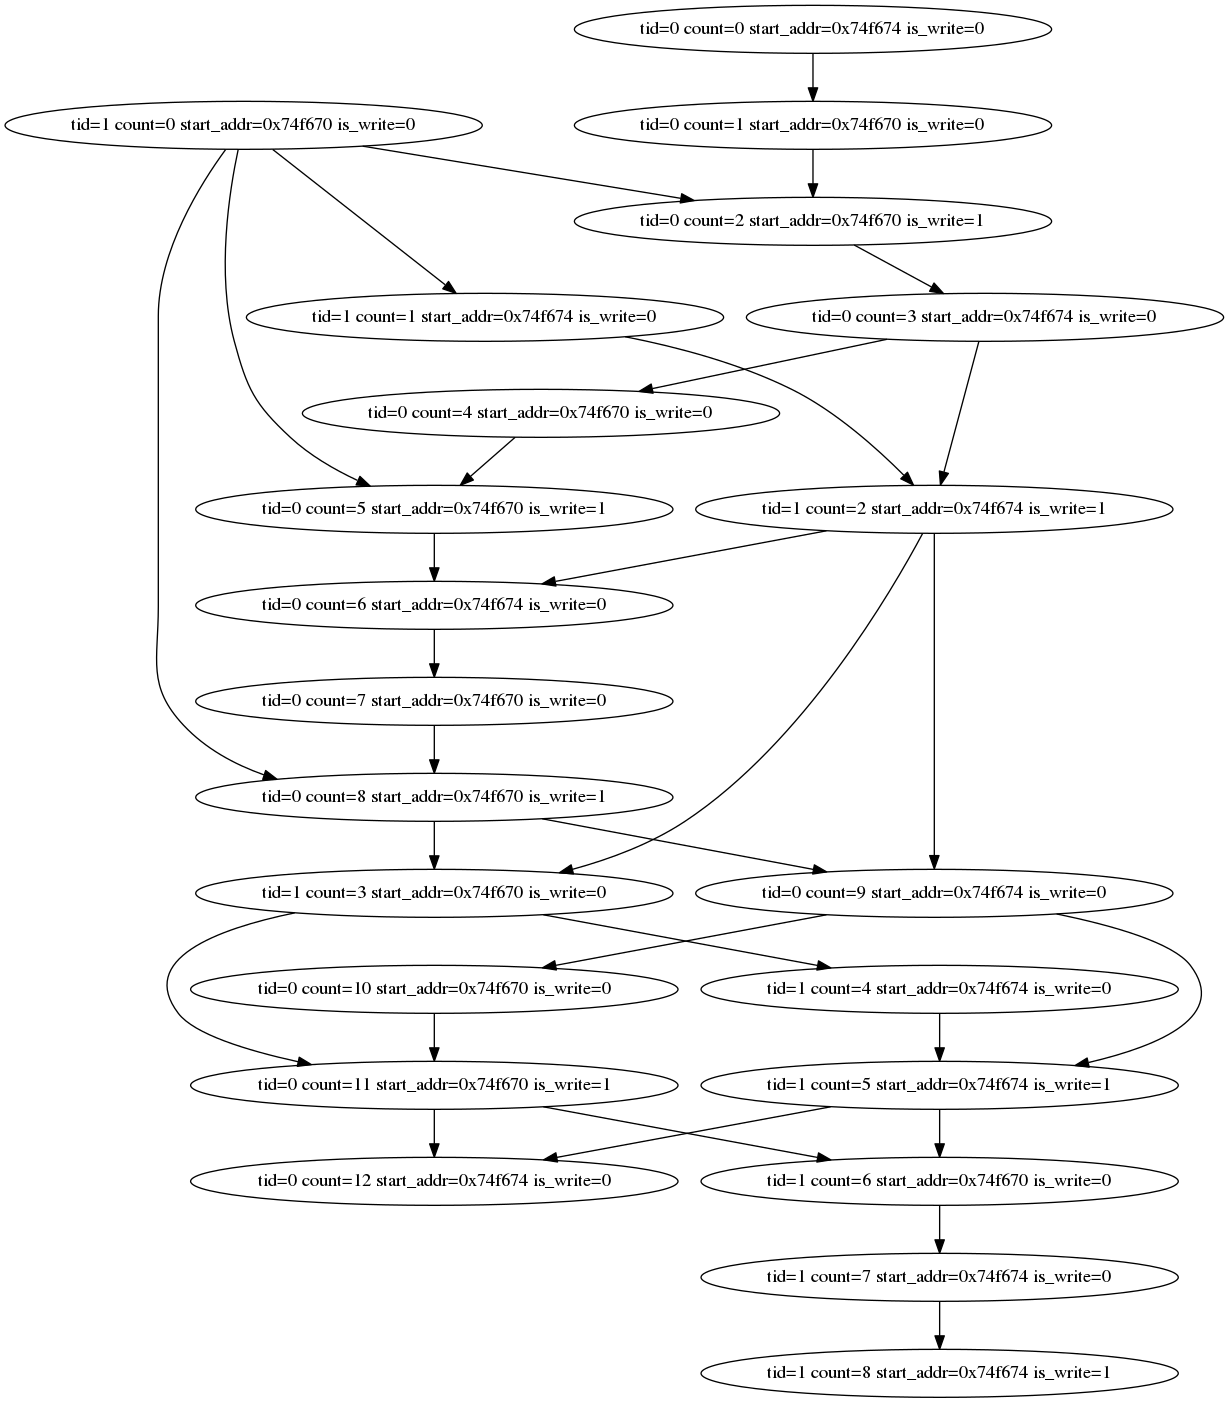 tid=0 count=0 start_addr=0x74f674 is_write=0
tid=1 count=0 start_addr=0x74f670 is_write=0
tid=0 count=1 start_addr=0x74f670 is_write=0
tid=0 count=2 start_addr=0x74f670 is_write=1
tid=1 count=1 start_addr=0x74f674 is_write=0
tid=0 count=3 start_addr=0x74f674 is_write=0
tid=0 count=4 start_addr=0x74f670 is_write=0
tid=0 count=5 start_addr=0x74f670 is_write=1
tid=1 count=2 start_addr=0x74f674 is_write=1
tid=0 count=6 start_addr=0x74f674 is_write=0
tid=0 count=7 start_addr=0x74f670 is_write=0
tid=0 count=8 start_addr=0x74f670 is_write=1
tid=1 count=3 start_addr=0x74f670 is_write=0
tid=0 count=9 start_addr=0x74f674 is_write=0
tid=0 count=10 start_addr=0x74f670 is_write=0
tid=1 count=4 start_addr=0x74f674 is_write=0
tid=0 count=11 start_addr=0x74f670 is_write=1
tid=1 count=5 start_addr=0x74f674 is_write=1
tid=0 count=12 start_addr=0x74f674 is_write=0
tid=1 count=6 start_addr=0x74f670 is_write=0
tid=1 count=7 start_addr=0x74f674 is_write=0
tid=1 count=8 start_addr=0x74f674 is_write=1